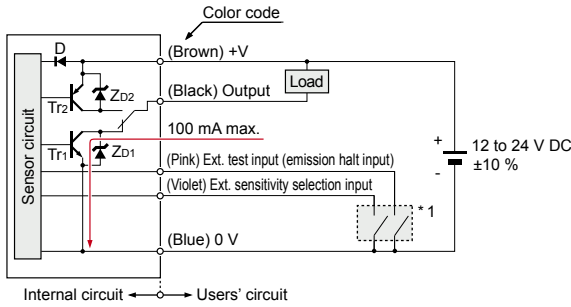 Color code
D
(Brown) +V
Load
(Black) Output
ZD2
Tr2
100 mA max.
Sensor circuit
Tr1
ZD1
(Pink) Ext. test input (emission halt input)
(Violet) Ext. sensitivity selection input
+
-
12 to 24 V DC
±10 %
* 1
(Blue) 0 V
Internal circuit
Users' circuit